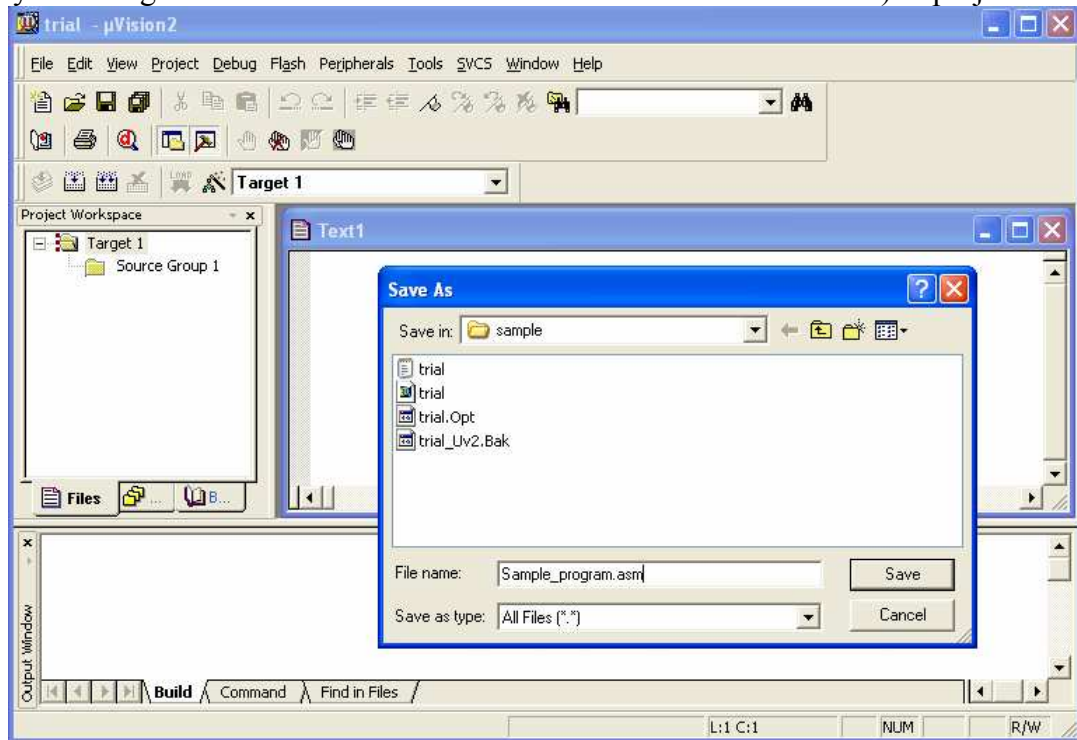 trial - µVision2
File Edit View Project Debug Flash Peripherals Tools SVCS Window Help
LOAD
Target 1
Project Workspace
Target 1
Source Group 1
Files
...
B...
Text1
Save As
Save in: sample
trial
trial
trial.Opt
trial_Uv2.Bak
File name: Sample_program.asm
Save
Save as type: All Files (*.*)
Cancel
Output Window
Build Command Find in Files
L:1 C:1 NUM R/W